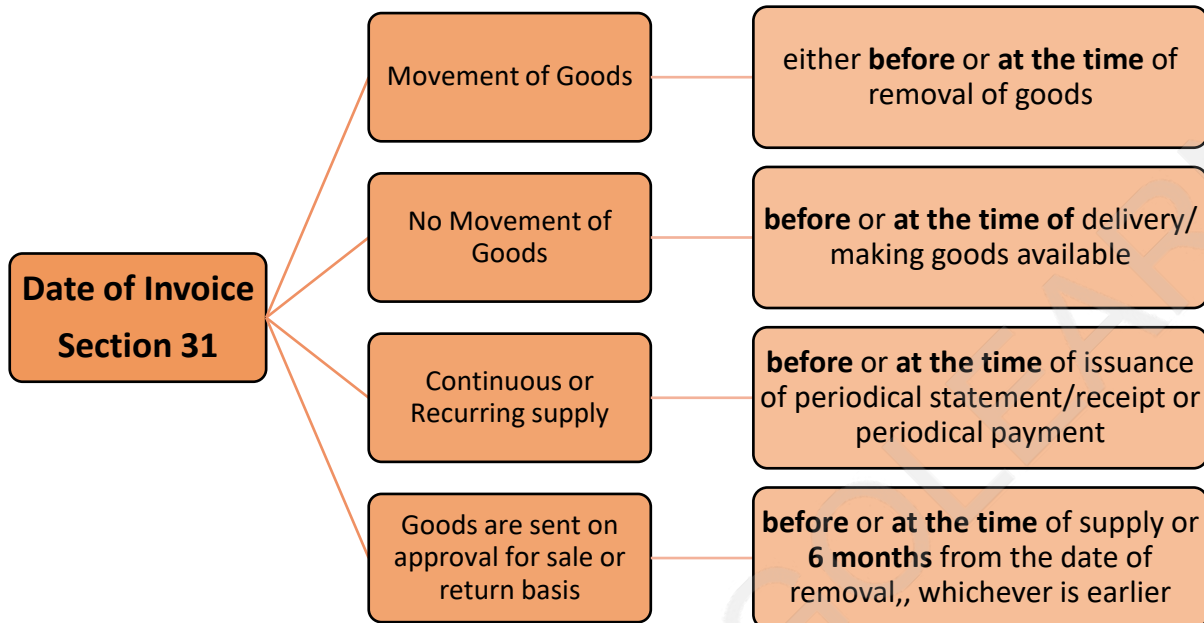 Date of Invoice
Section 31
Movement of Goods
either before or at the time of
removal of goods
No Movement of
Goods
before or at the time of delivery/
making goods available
Continuous or
Recurring supply
before or at the time of issuance
of periodical statement/receipt or
periodical payment
Goods are sent on
approval for sale or
return basis
before or at the time of supply or
6 months from the date of
removal,, whichever is earlier